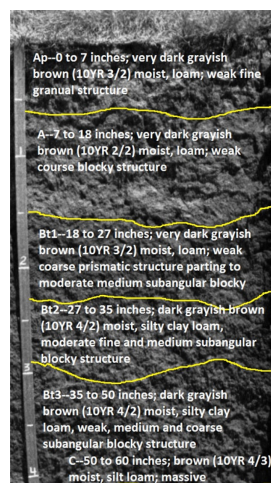 Ap--0 to 7 inches; very dark grayish
brown (10YR 3/2) moist, loam; weak fine
granual structure
A--7 to 18 inches; very dark grayish
brown (10YR 2/2) moist, loam; weak
course blocky structure
1
Bt1--18 to 27 inches; very dark grayish
brown (10YR 3/2) moist, loam; weak
coarse prismatic structure parting to
moderate medium subangular blocky
2
Bt2--27 to 35 inches; dark grayish brown
(10YR 4/2) moist, silty clay loam,
moderate fine and medium subangular
blocky structure
3
Bt3--35 to 50 inches; dark grayish
brown (10YR 4/2) moist, silty clay
loam, weak, medium and coarse
subangular blocky structure
C--50 to 60 inches; brown (10YR 4/3)
moist, silt loam; massive
4